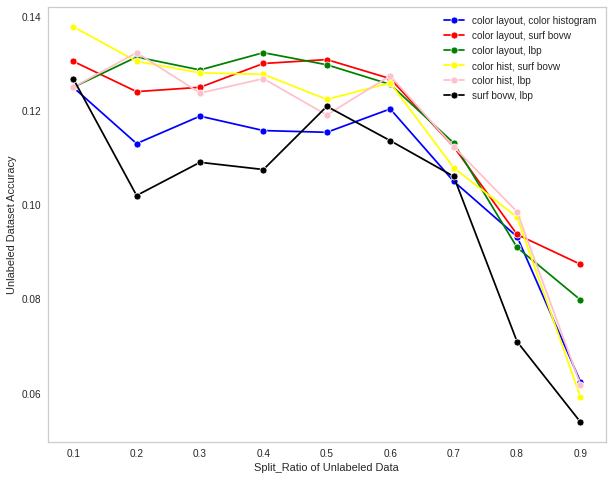 0.14
0.12
0.10
0.08
0.06
Unlabeled Dataset Accuracy
color layout, color histogram
color layout, surf bovw
color layout, lbp
color hist, surf bovw
color hist, lbp
surf bovw, lbp
0.1 0.2 0.3 0.4 0.5 0.6 0.7 0.8 0.9
Split_Ratio of Unlabeled Data